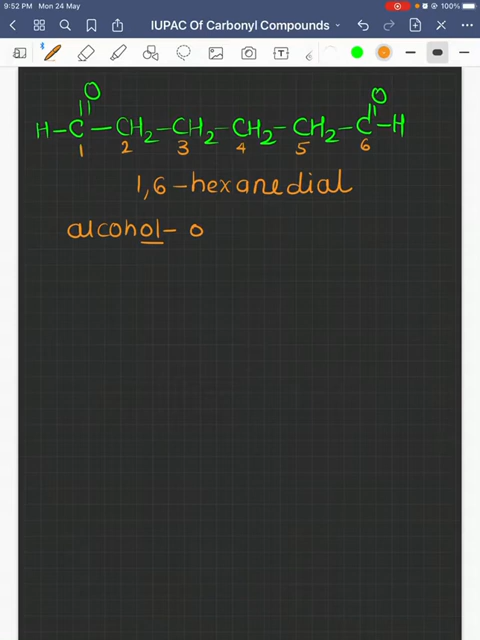 9:52 PM Mon 24 May
100%
IUPAC Of Carbonyl Compounds
O O
H-C-CH2-CH2-CH2-CH2-C-H
1 2 3 4 5 6
1,6-hexanedial
alcohol- o